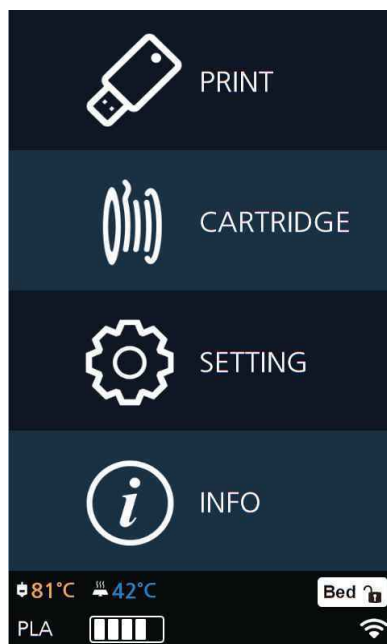 PRINT
CARTRIDGE
SETTING
INFO
81°C 42°C Bed
PLA